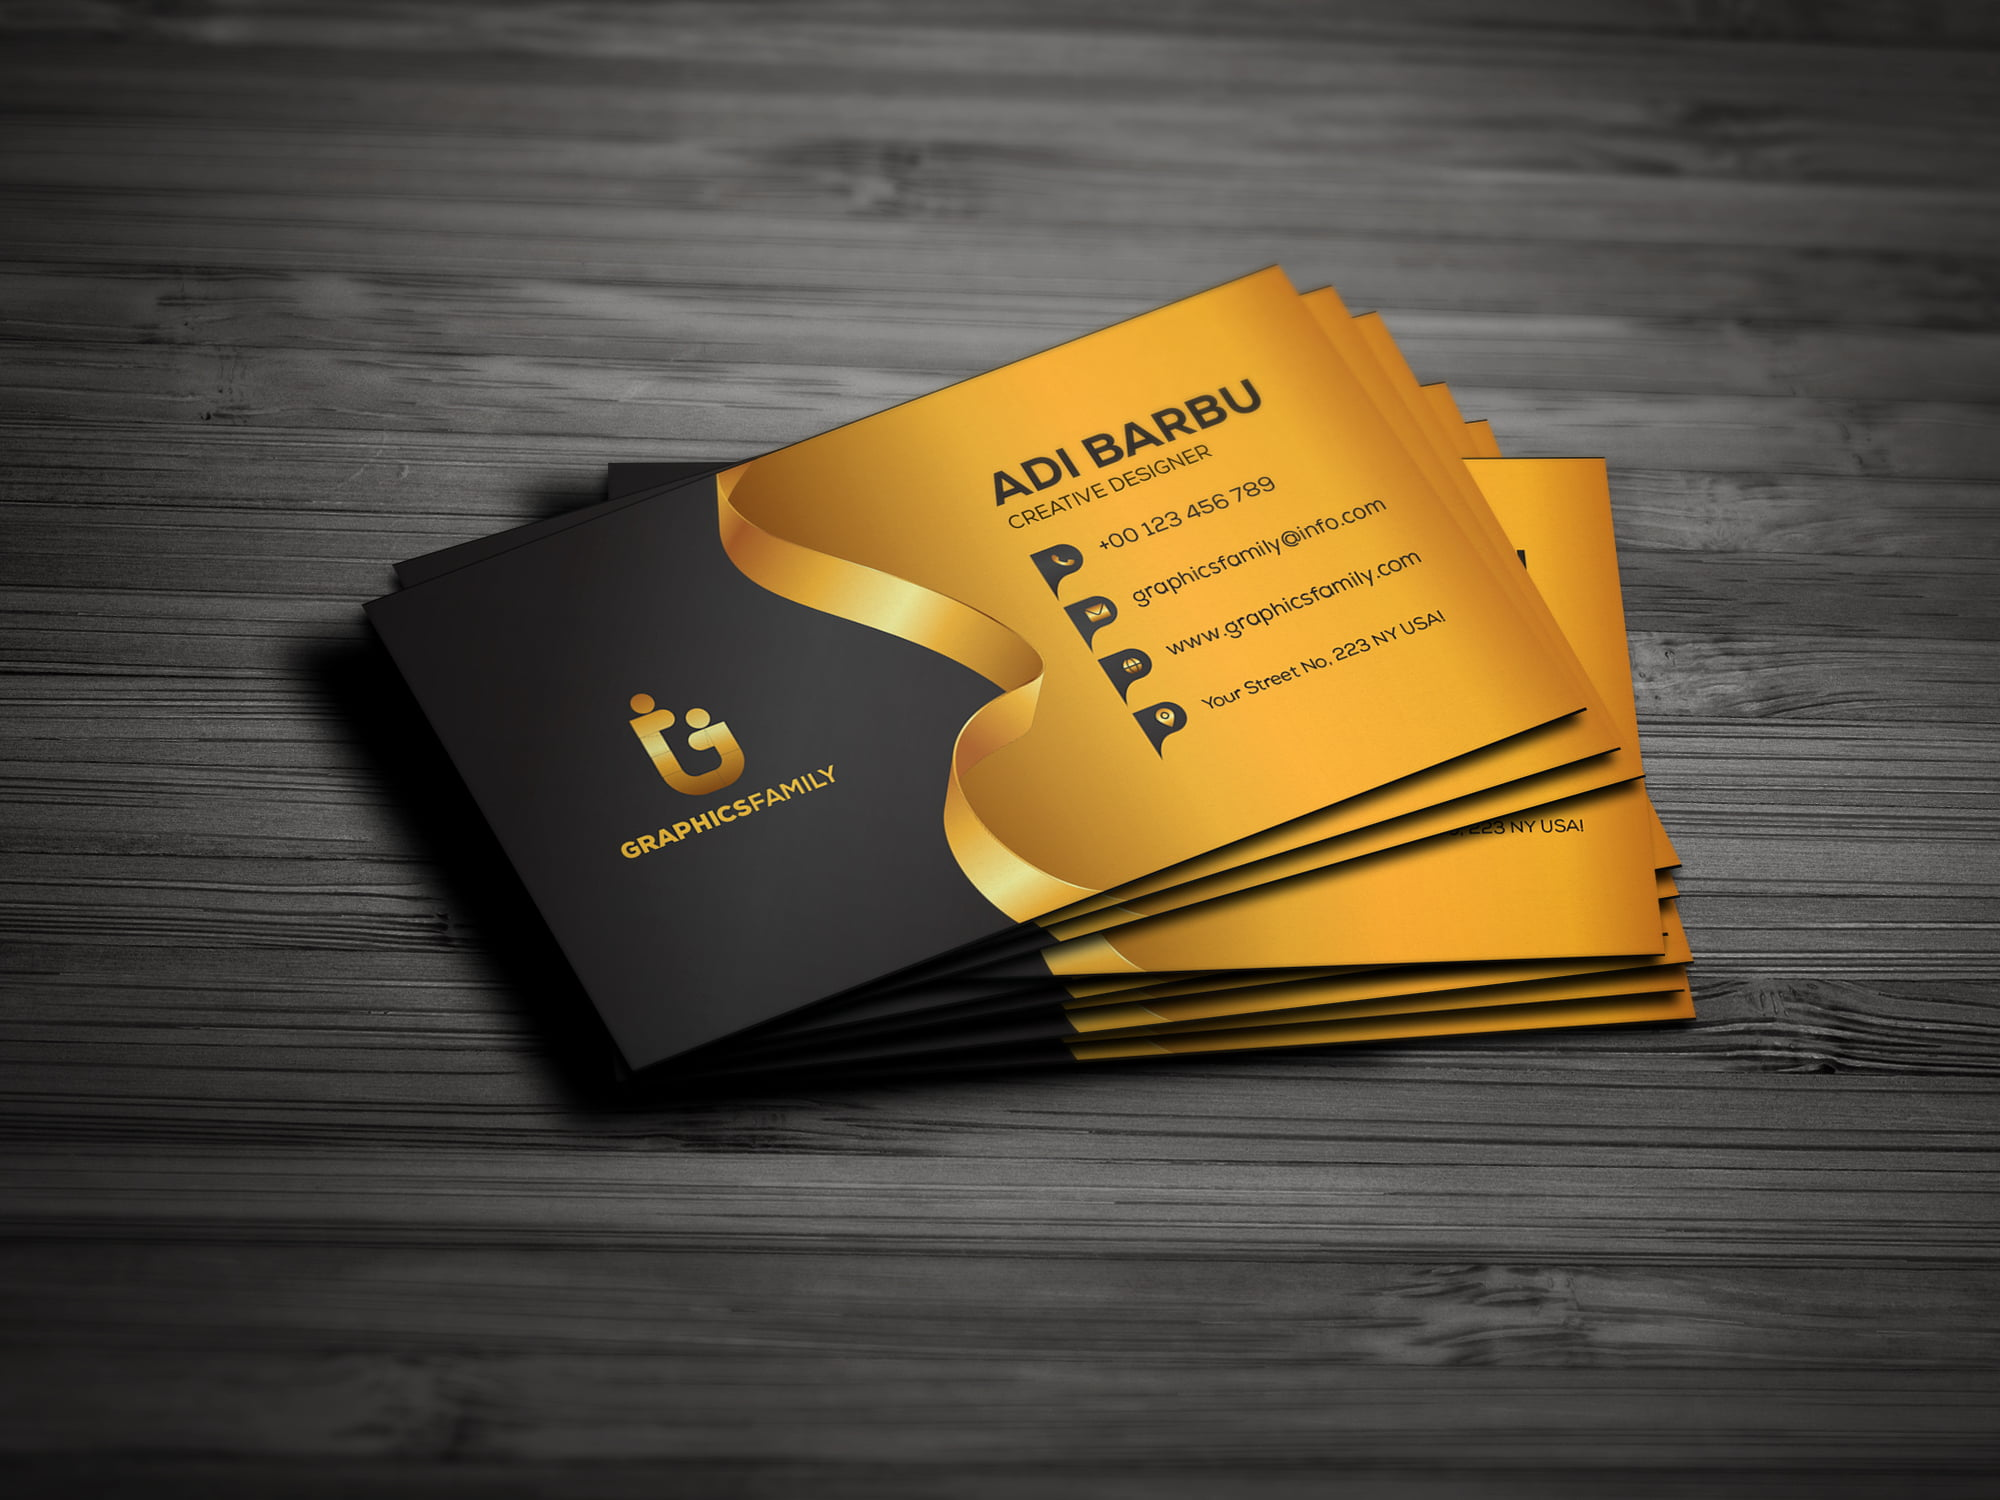 ADI BARBU
CREATIVE DESIGNER
+00 123 456 789
graphicsfamily@info.com
www.graphicsfamily.com
Your Street No, 223 NY USA!
GRAPHICSFAMILY
223 NY USA!